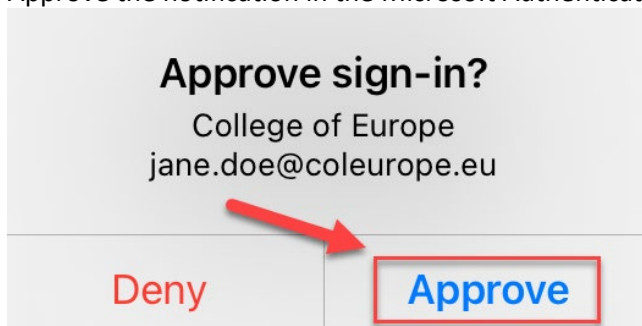 Approve the notification in the Microsoft Authenticat
Approve sign-in?
College of Europe
jane.doe@coleurope.eu
Deny
Approve